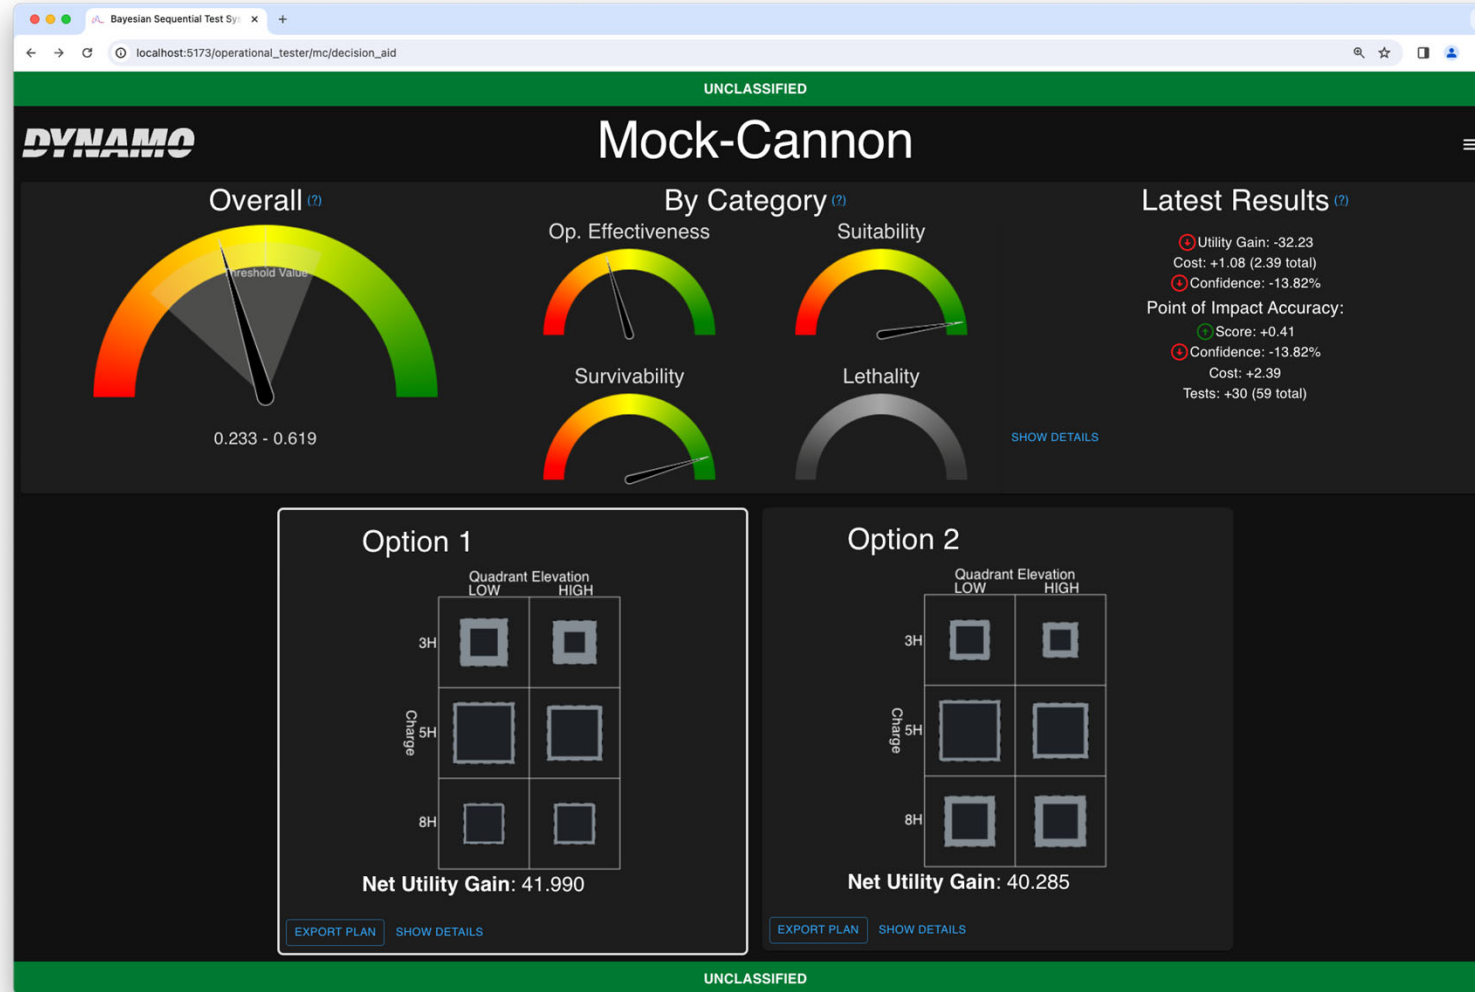 Bayesian Sequential Test Sy
localhost:5173/operational_tester/mc/decision_aid
UNCLASSIFIED
DYNAMO
Mock-Cannon
Overall (?)
Threshold Value
0.233 - 0.619
By Category (?)
Op. Effectiveness
Suitability
Survivability
Lethality
Latest Results (?)
Utility Gain: -32.23
Cost: +1.08 (2.39 total)
Confidence: -13.82%
Point of Impact Accuracy:
Score: +0.41
Confidence: -13.82%
Cost: +2.39
Tests: +30 (59 total)
SHOW DETAILS
Option 1
Quadrant Elevation
LOW HIGH
3H
Charge
5H
8H
Net Utility Gain: 41.990
EXPORT PLAN SHOW DETAILS
Option 2
Quadrant Elevation
LOW HIGH
3H
Charge
5H
8H
Net Utility Gain: 40.285
EXPORT PLAN SHOW DETAILS
UNCLASSIFIED